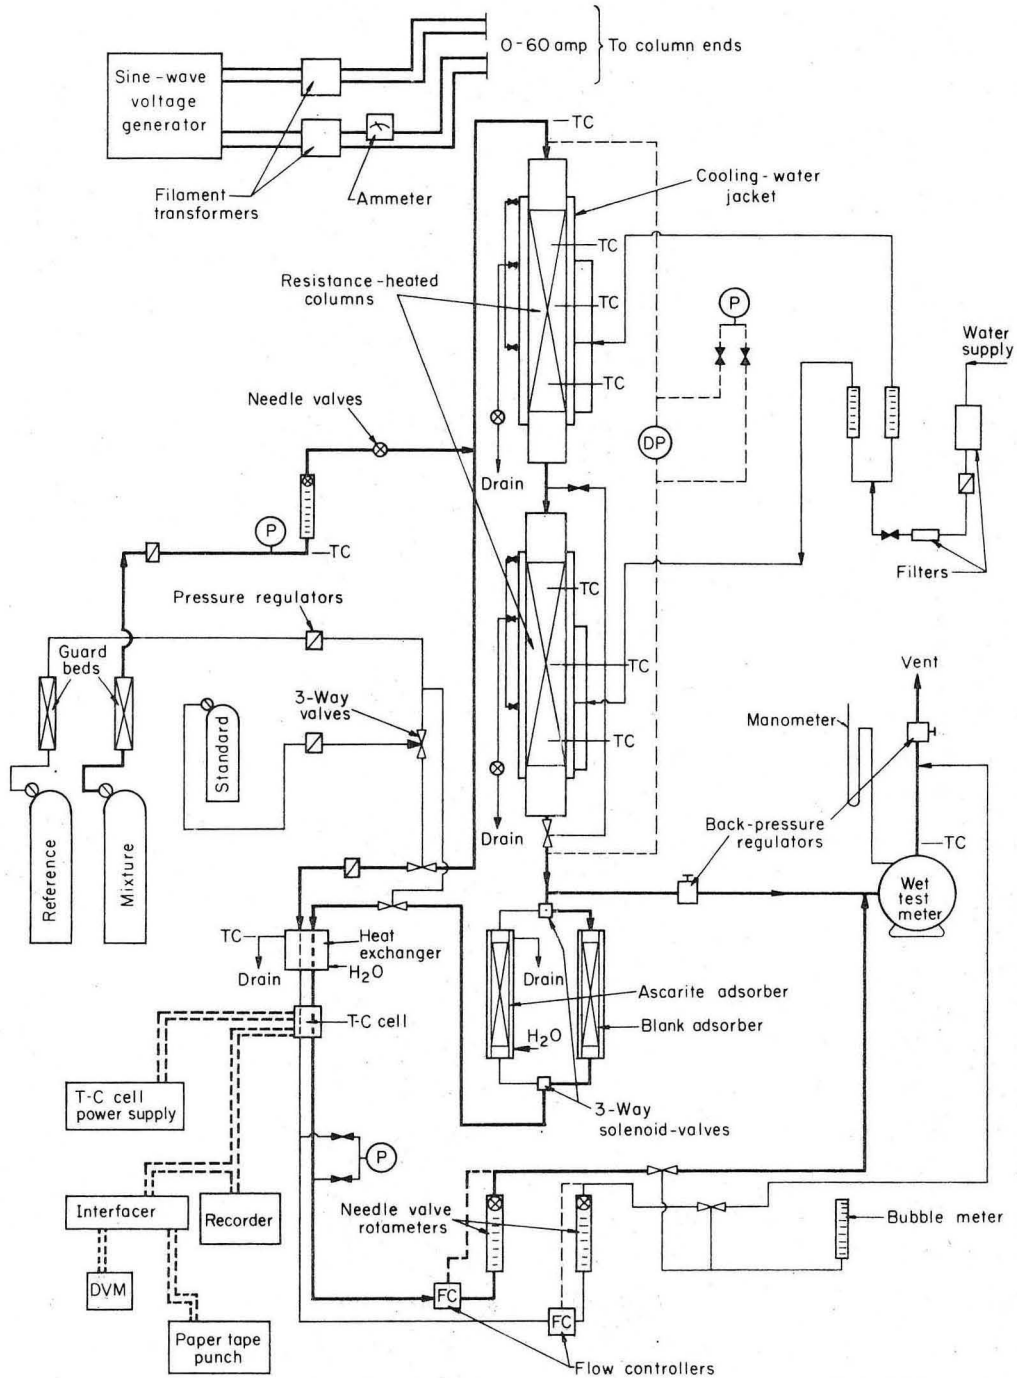 Sine-wave
voltage
generator
0-60 amp
To column ends
Filament
transformers
Ammeter
TC
Cooling-water
jacket
TC
TC
TC
Resistance-heated
columns
P
Water
supply
Needle valves
DP
Drain
P
TC
Filters
Pressure regulators
TC
TC
TC
Guard
beds
3-Way
valves
Standard
Vent
Manometer
Drain
Back-pressure
regulators
TC
Reference
Mixture
Wet
test
meter
TC
Heat
exchanger
Drain
H2O
Drain
Ascarite adsorber
T-C cell
Blank adsorber
H2O
T-C cell
power supply
3-Way
solenoid-valves
P
Interfacer
Recorder
Needle valve
rotameters
Bubble meter
DVM
FC
FC
Paper tape
punch
Flow controllers